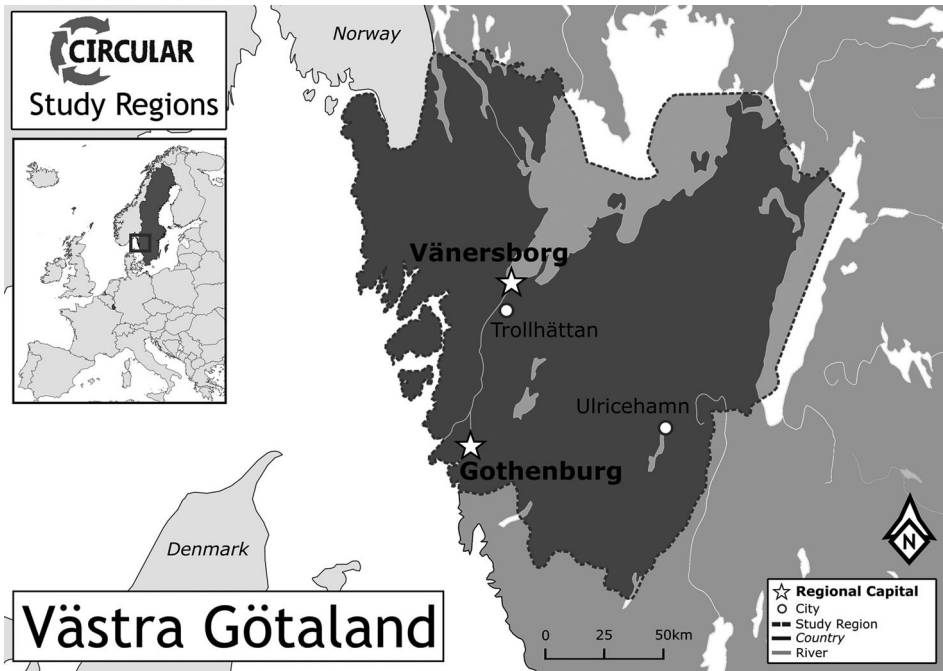 CIRCULAR
Study Regions
Norway
Vänersborg
Trollhättan
Ulricehamn
Gothenburg
Denmark
Västra Götaland
0 25 50km
N
Regional Capital
City
Study Region
Country
River